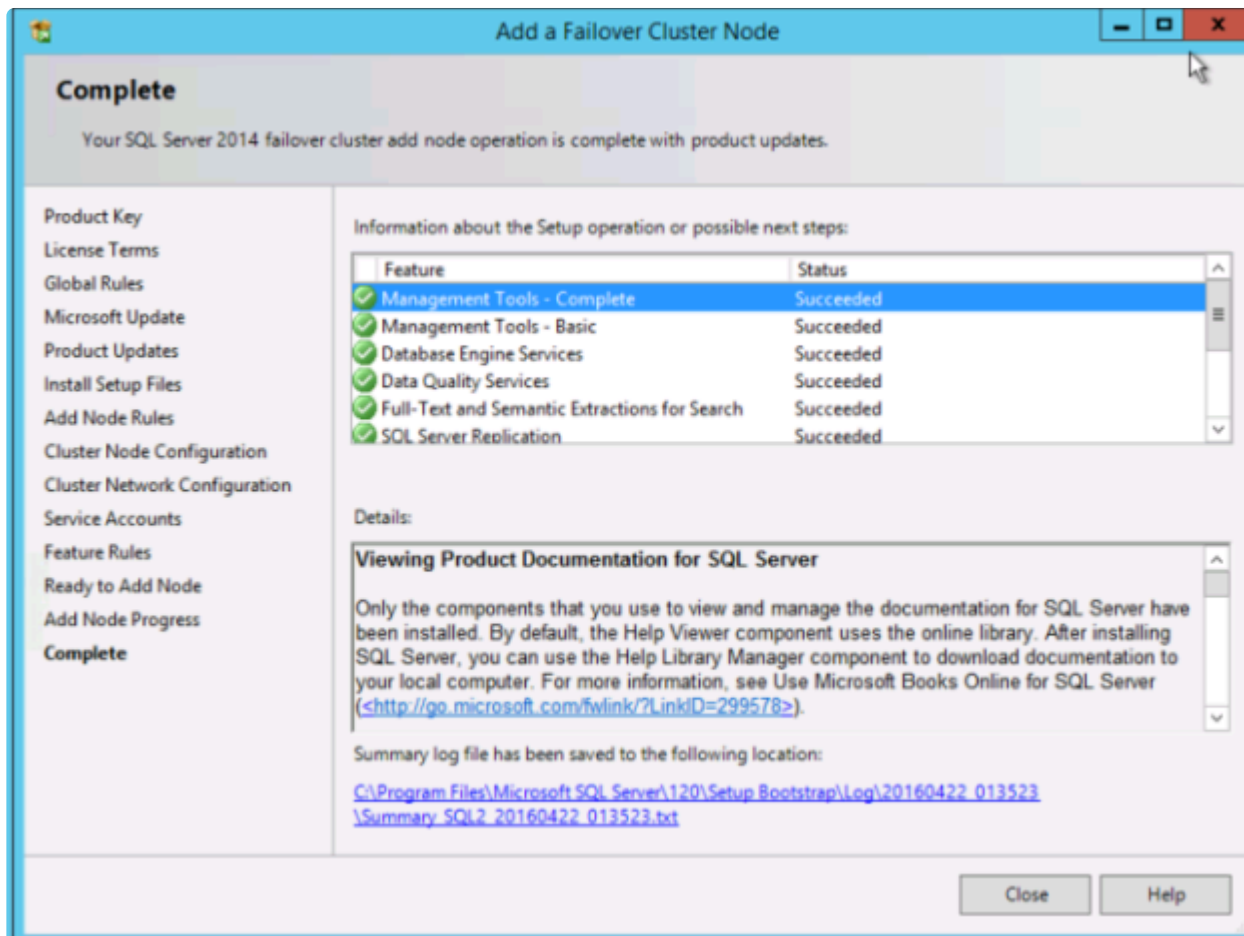 Add a Failover Cluster Node
Complete
Your SQL Server 2014 failover cluster add node operation is complete with product updates.
Product Key
License Terms
Global Rules
Microsoft Update
Product Updates
Install Setup Files
Add Node Rules
Cluster Node Configuration
Cluster Network Configuration
Service Accounts
Feature Rules
Ready to Add Node
Add Node Progress
Complete
Information about the Setup operation or possible next steps:
Feature Status
Management Tools - Complete Succeeded
Management Tools - Basic Succeeded
Database Engine Services Succeeded
Data Quality Services Succeeded
Full-Text and Semantic Extractions for Search Succeeded
SQL Server Replication Succeeded
Details:
Viewing Product Documentation for SQL Server
Only the components that you use to view and manage the documentation for SQL Server have
been installed. By default, the Help Viewer component uses the online library. After installing
SQL Server, you can use the Help Library Manager component to download documentation to
your local computer. For more information, see Use Microsoft Books Online for SQL Server
(<http://go.microsoft.com/fwlink/?LinkID=299578>).
Summary log file has been saved to the following location:
C:\Program Files\Microsoft SQL Server\120\Setup Bootstrap\Log\20160422_013523
\Summary_SQL2_20160422_013523.txt
Close Help